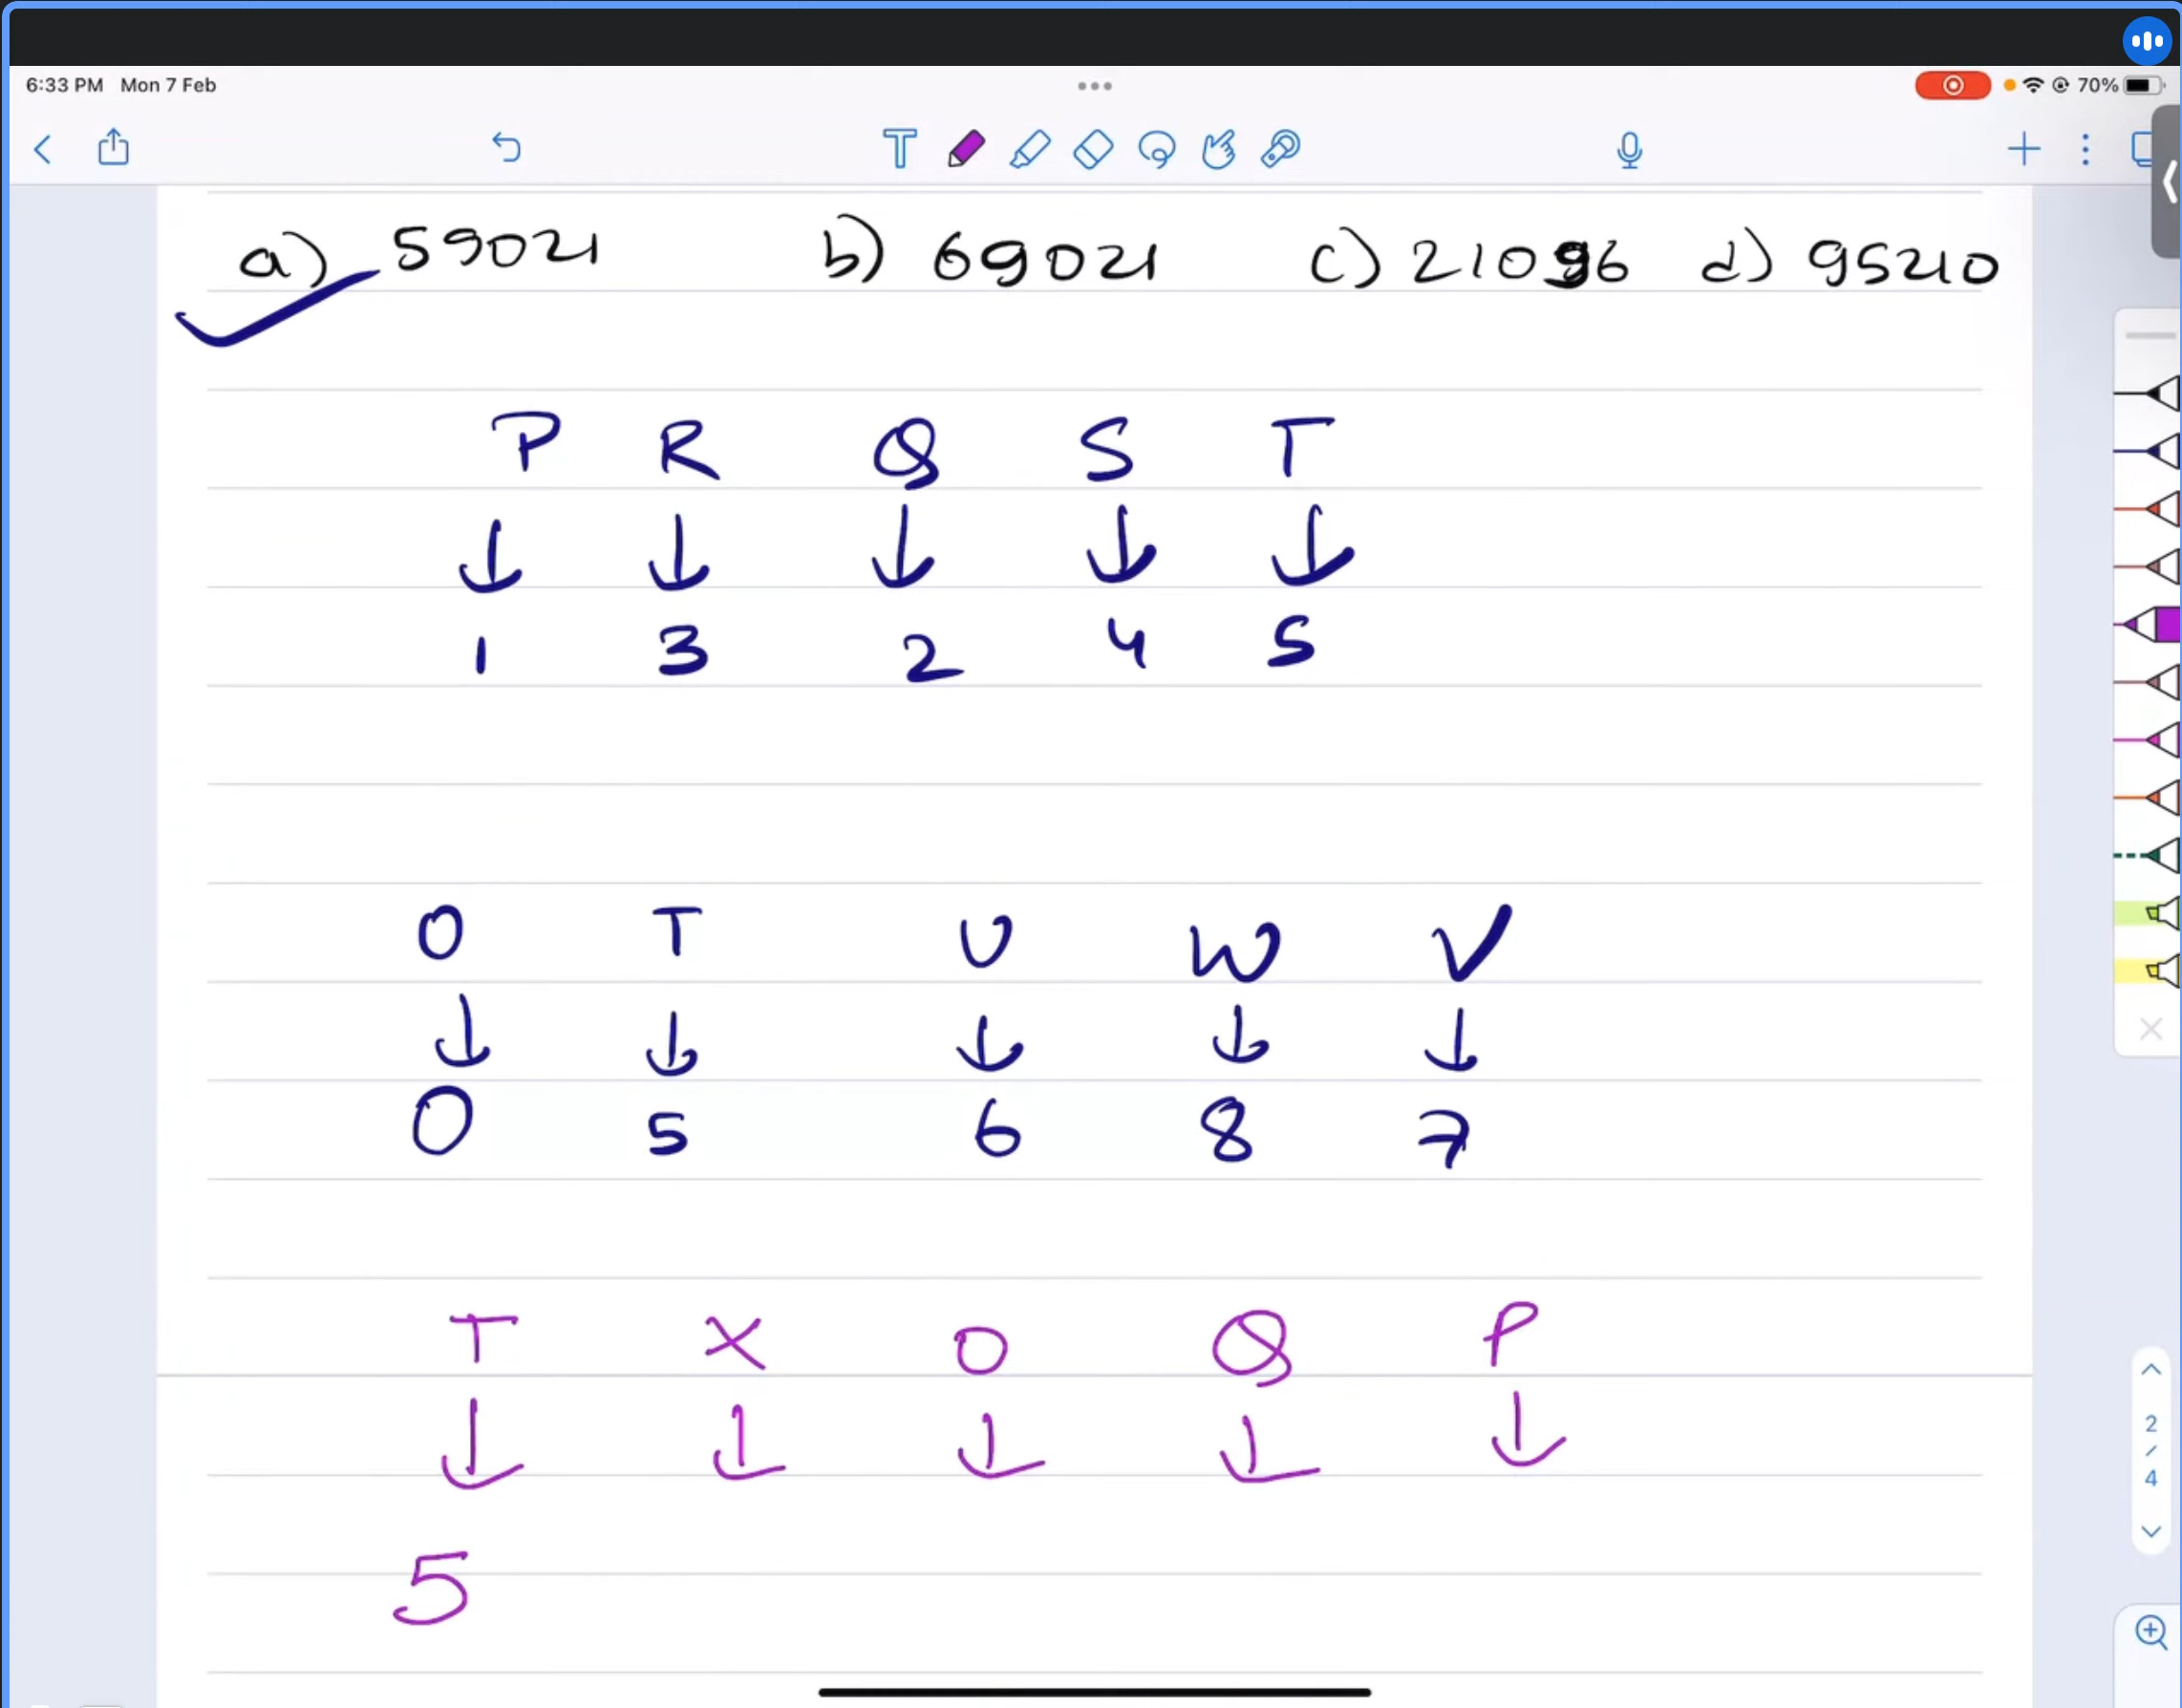 6:33 PM Mon 7 Feb 70%
T
a) 59021 b) 69021 c) 21096 d) 95210
P R Q S T
1 3 2 4 5
O T U W V
0 5 6 8 7
T X O Q P
5
2
/
4